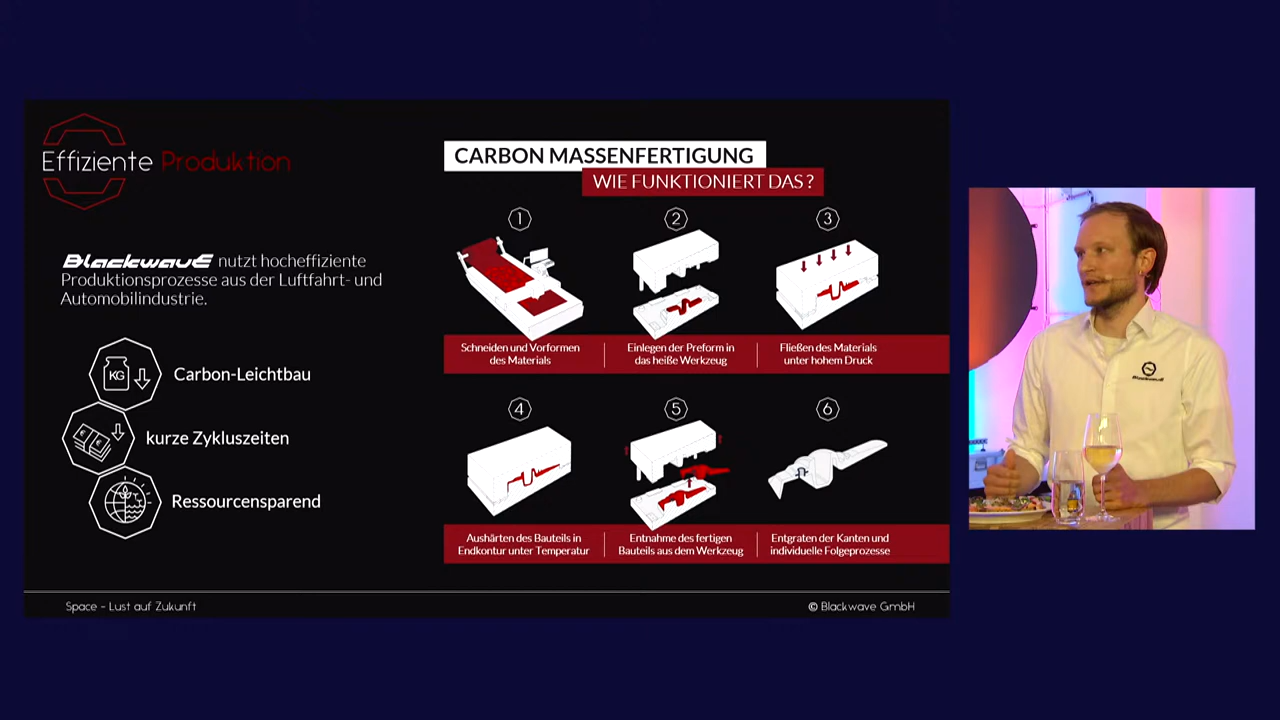 Effiziente Produktion
Blackwave nutzt hocheffiziente
Produktionsprozesse aus der Luftfahrt- und
Automobilindustrie.
KG
Carbon-Leichtbau
kurze Zykluszeiten
Ressourcensparend
CARBON MASSENFERTIGUNG
WIE FUNKTIONIERT DAS?
1
Schneiden und Vorformen
des Materials
2
Einlegen der Preform in
das heiße Werkzeug
3
Fließen des Materials
unter hohem Druck
4
Aushärten des Bauteils in
Endkontur unter Temperatur
5
Entnahme des fertigen
Bauteils aus dem Werkzeug
6
Entgraten der Kanten und
individuelle Folgeprozesse
Space - Lust auf Zukunft
© Blackwave GmbH
Blackwave